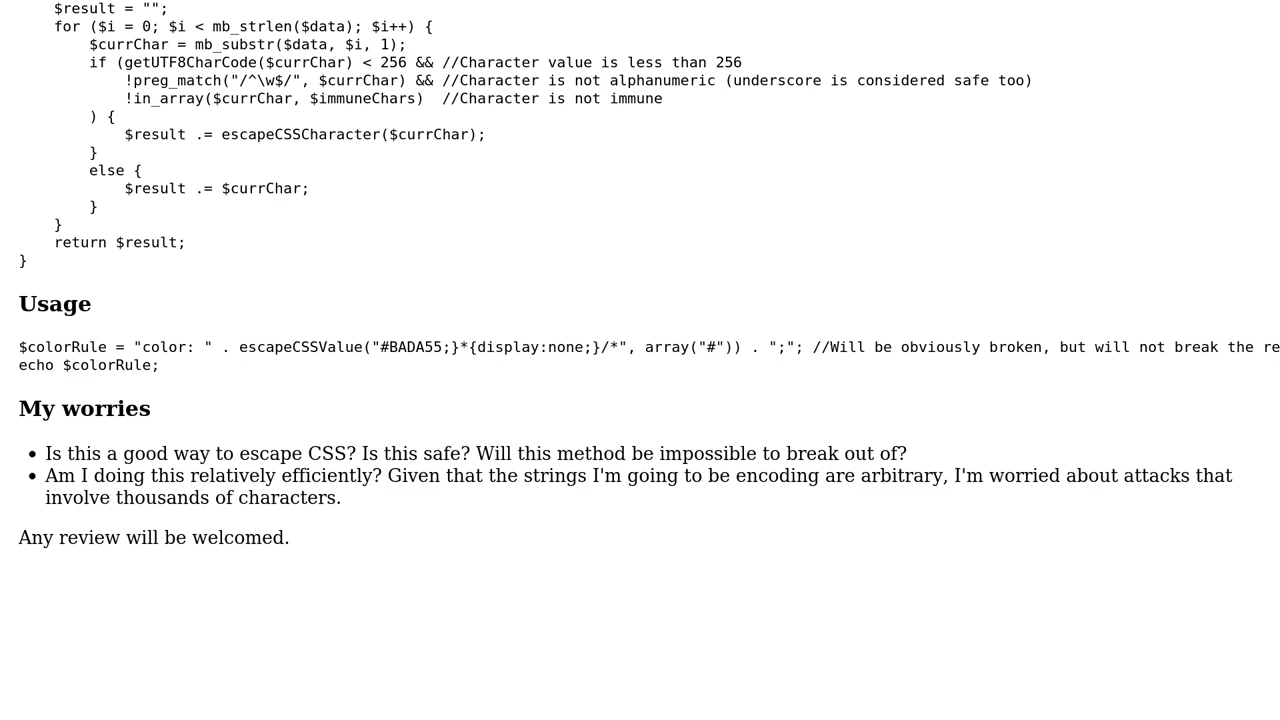 $result = "";
for ($i = 0; $i < mb_strlen($data); $i++) {
$currChar = mb_substr($data, $i, 1);
if (getUTF8CharCode($currChar) < 256 && //Character value is less than 256
!preg_match("/^\w$/", $currChar) && //Character is not alphanumeric (underscore is considered safe too)
!in_array($currChar, $immuneChars)  //Character is not immune
) {
$result .= escapeCSSCharacter($currChar);
}
else {
$result .= $currChar;
}
}
return $result;
}
Usage
$colorRule = "color: " . escapeCSSValue("#BADA55;}*{display:none;}/*", array("#")) . ";"; //Will be obviously broken, but will not break the re
echo $colorRule;
My worries
• Is this a good way to escape CSS? Is this safe? Will this method be impossible to break out of?
• Am I doing this relatively efficiently? Given that the strings I'm going to be encoding are arbitrary, I'm worried about attacks that
involve thousands of characters.
Any review will be welcomed.